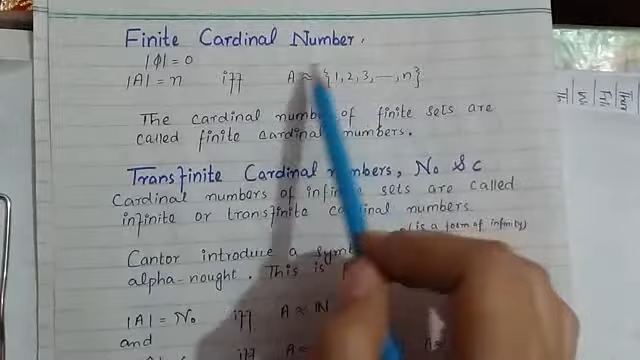 Finite Cardinal Number.
|ϕ| = 0
|A| = n iff A ≈ {1, 2, 3, —, n}
The cardinal number of finite sets are
called finite cardinal numbers.
Transfinite Cardinal numbers, No & c
Cardinal numbers of infinite sets are called
infinite or transfinite cardinal numbers.
(is a form of infinity)
Cantor introduce a
alpha-nought. This is
|A| = No iff A ≈ IN
and
iff A ≈